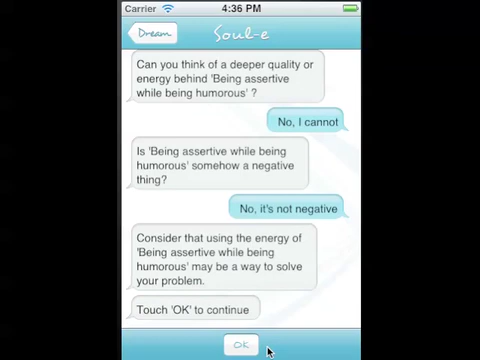 Carrier 4:36 PM
Dream Soul-e
Can you think of a deeper quality or
energy behind 'Being assertive
while being humorous' ?
No, I cannot
Is 'Being assertive while being
humorous' somehow a negative
thing?
No, it's not negative
Consider that using the energy of
'Being assertive while being
humorous' may be a way to solve
your problem.
Touch 'OK' to continue
OK